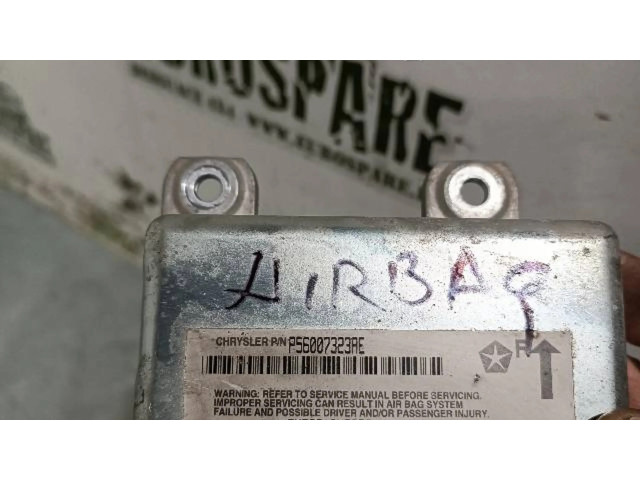 EUROSPARE
WWW.EUROSPARE.
AIRBAG
CHRYSLER P/N P56007323AE
R
WARNING: REFER TO SERVICE MANUAL BEFORE SERVICING.
IMPROPER SERVICING CAN RESULT IN AIR BAG SYSTEM
FAILURE AND POSSIBLE DRIVER AND/OR PASSENGER INJURY.